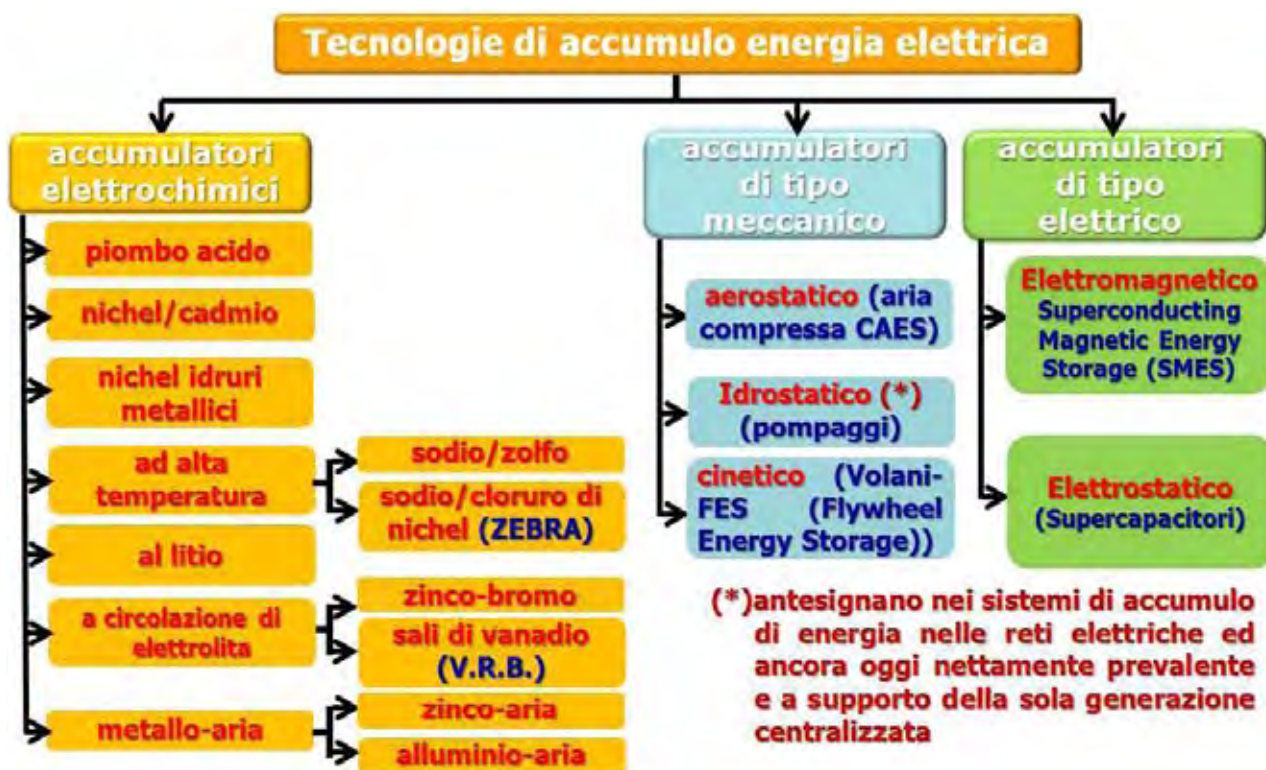 Tecnologie di accumulo energia elettrica
accumulatori
elettrochimici
piombo acido
nichel/cadmio
nichel idruri
metallici
ad alta
temperatura
sodio/zolfo
sodio/cloruro di
nichel (ZEBRA)
al litio
a circolazione di
elettrolita
zinco-bromo
sali di vanadio
(V.R.B.)
metallo-aria
zinco-aria
alluminio-aria
accumulatori
di tipo
meccanico
aerostatico (aria
compressa CAES)
Idrostatico (*)
(pompaggi)
cinetico (Volani-
FES (Flywheel
Energy Storage))
accumulatori
di tipo
elettrico
Elettromagnetico
Superconducting
Magnetic Energy
Storage (SMES)
Elettrostatico
(Supercapacitori)
(*)antesignano nei sistemi di accumulo
di energia nelle reti elettriche ed
ancora oggi nettamente prevalente
e a supporto della sola generazione
centralizzata